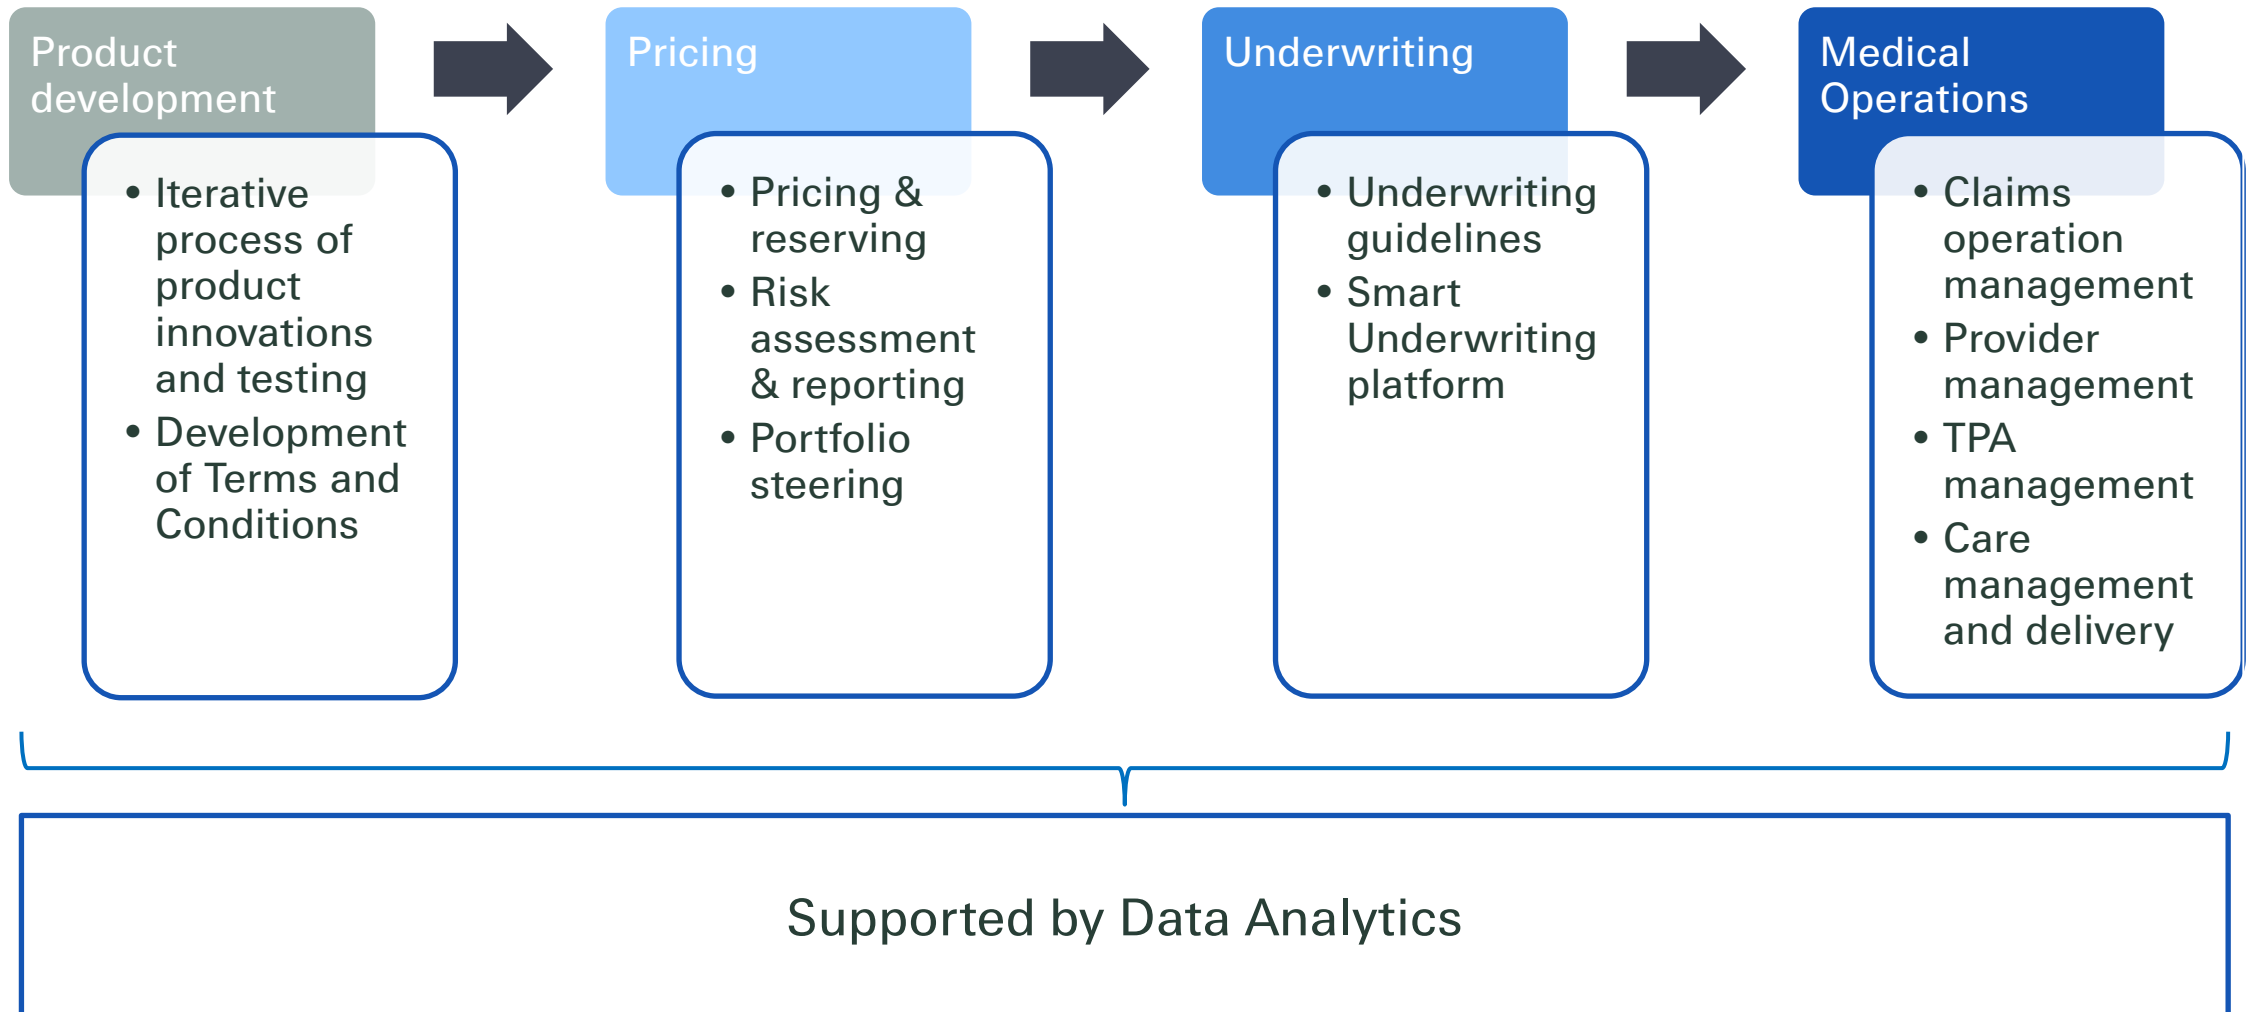 Product
development
• Iterative
process of
product
innovations
and testing
• Development
of Terms and
Conditions
Pricing
• Pricing &
reserving
• Risk
assessment
& reporting
• Portfolio
steering
Underwriting
• Underwriting
guidelines
• Smart
Underwriting
platform
Medical
Operations
• Claims
operation
management
• Provider
management
• TPA
management
• Care
management
and delivery
Supported by Data Analytics